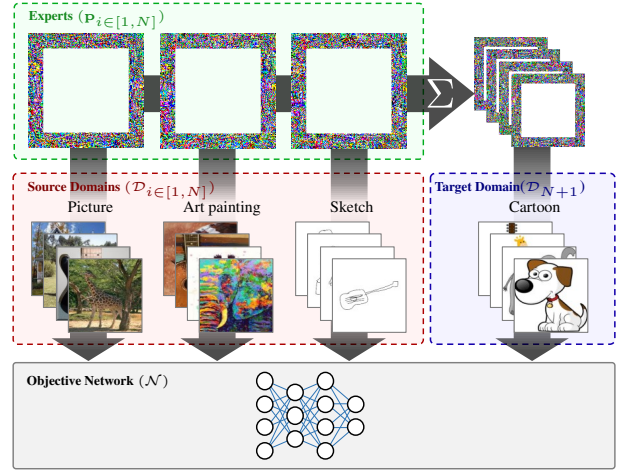 Experts (p_{i∈[1,N]})
Σ
Source Domains (𝒟_{i∈[1,N]})
Target Domain(𝒟_{N+1})
Picture
Art painting
Sketch
Cartoon
Objective Network (𝒩)